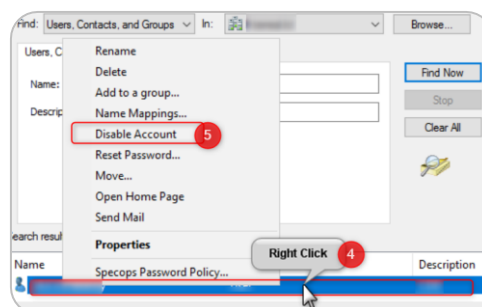 Find: Users, Contacts, and Groups In: Browse...
Users, C
Name:
Descrip
Rename
Delete
Add to a group...
Name Mappings...
Disable Account 5
Reset Password...
Move...
Open Home Page
Send Mail
Properties
Specops Password Policy...
Find Now
Stop
Clear All
Right Click 4
earch resul
Name Description